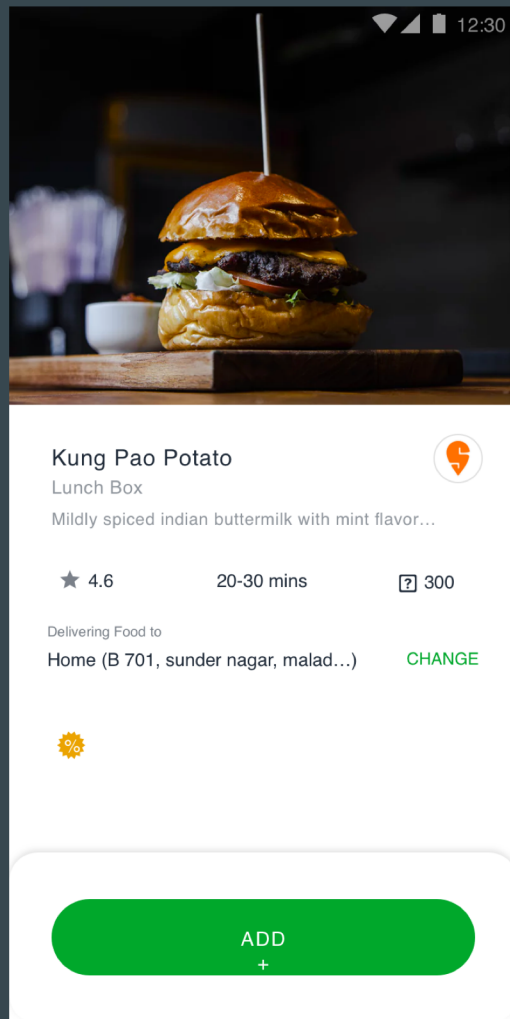 12:30
Kung Pao Potato
Lunch Box
Mildly spiced indian buttermilk with mint flavor...
4.6 20-30 mins ? 300
Delivering Food to
Home (B 701, sunder nagar, malad...) CHANGE
%
ADD
+